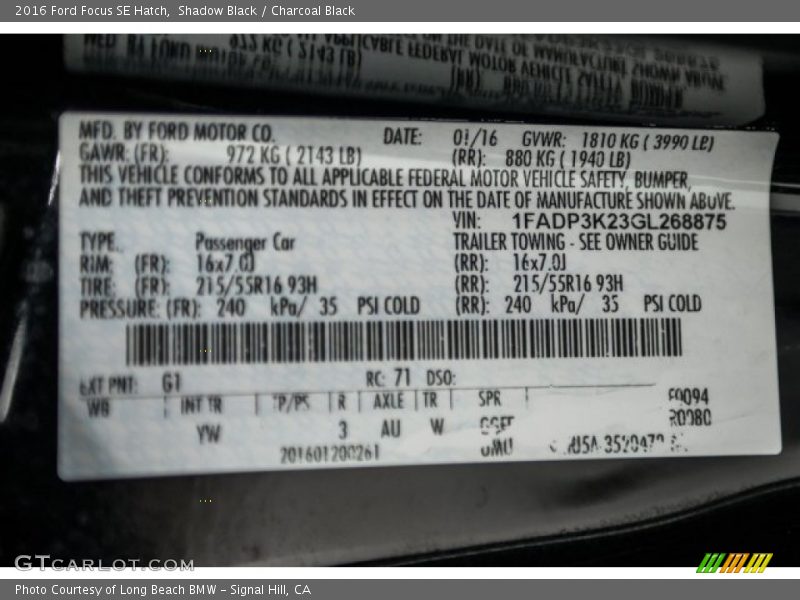 2016 Ford Focus SE Hatch,  Shadow Black / Charcoal Black
MFD. BY FORD MOTOR CO. DATE: 01/16 GVWR: 1810 KG ( 3990 LB)
GAWR: (FR): 972 KG ( 2143 LB) (RR): 880 KG ( 1940 LB)
THIS VEHICLE CONFORMS TO ALL APPLICABLE FEDERAL MOTOR VEHICLE SAFETY, BUMPER,
AND THEFT PREVENTION STANDARDS IN EFFECT ON THE DATE OF MANUFACTURE SHOWN ABOVE.
VIN: 1FADP3K23GL268875
TYPE: Passenger Car TRAILER TOWING - SEE OWNER GUIDE
RIM: (FR): 16x7.0J (RR): 16x7.0J
TIRE: (FR): 215/55R16 93H (RR): 215/55R16 93H
PRESSURE: (FR): 240 kPa/ 35 PSI COLD (RR): 240 kPa/ 35 PSI COLD
EXT PNT: G1 RC: 71 DSO: F0094
WB INT TR TP/PS R AXLE TR SPR R0080
YW 3 AU W
201601200261
GTCARLOT.COM
Photo Courtesy of Long Beach BMW – Signal Hill, CA